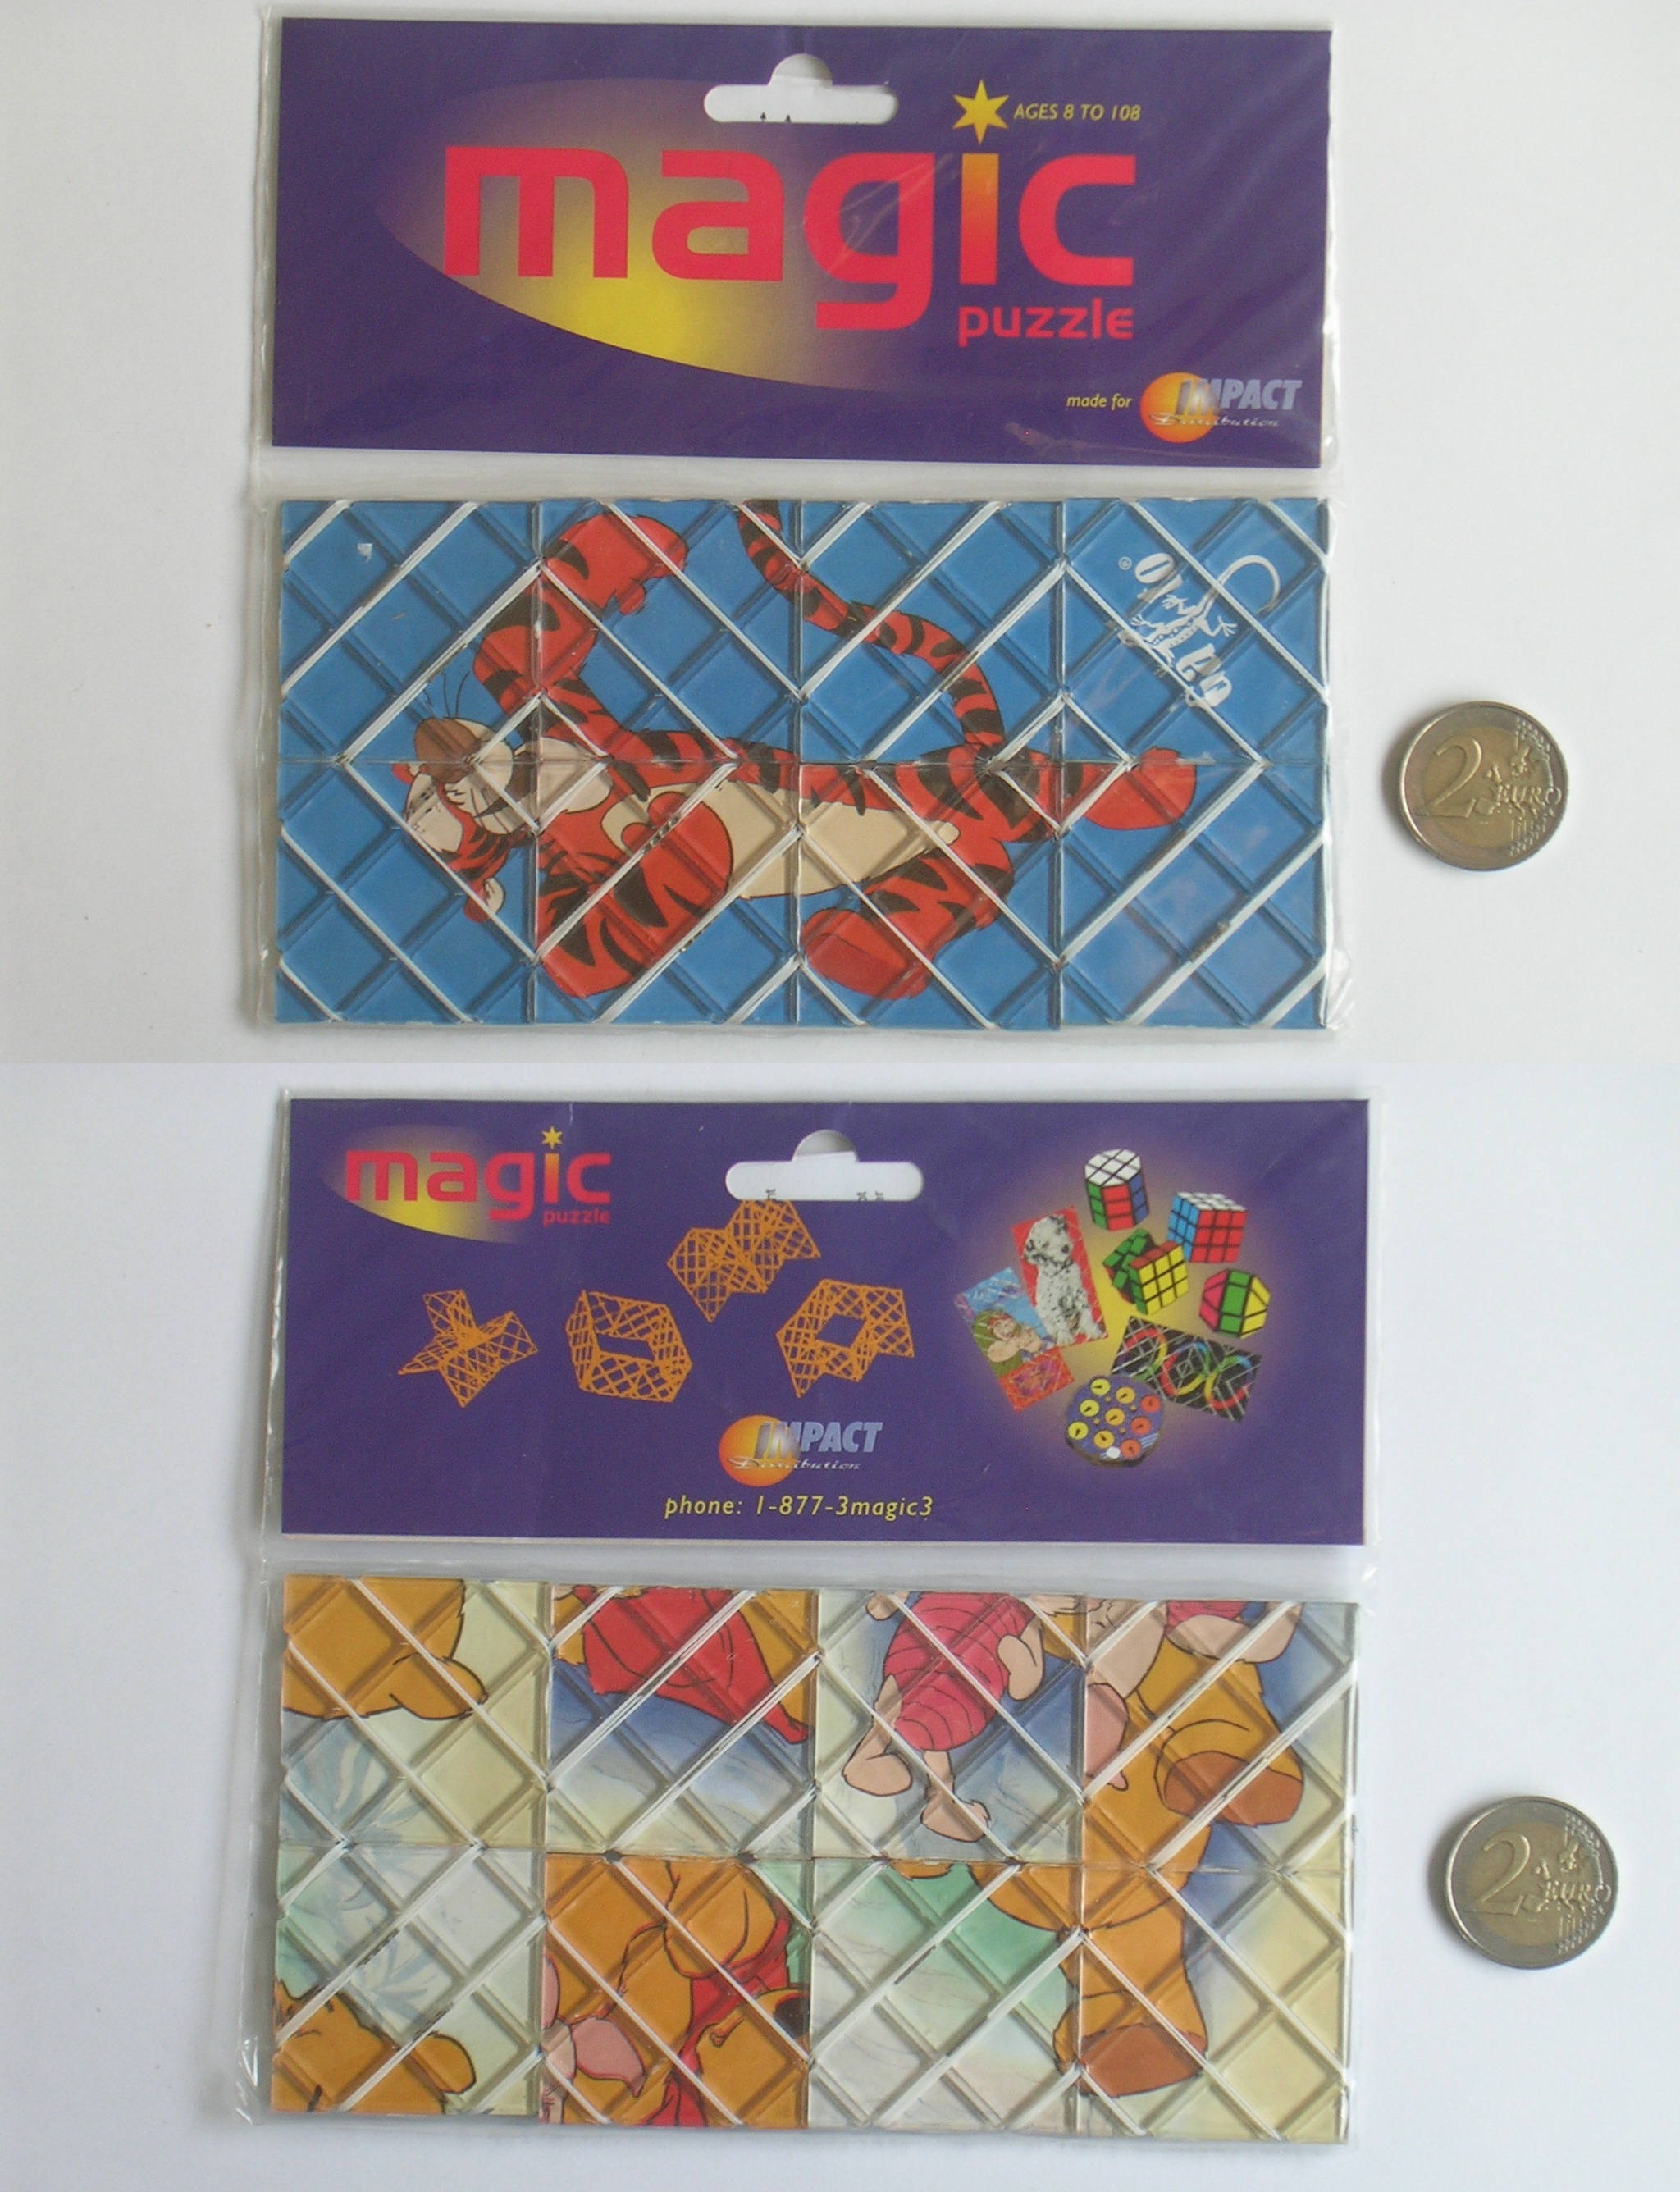 AGES 8 TO 108
magic
puzzle
made for
IMPACT
Distribution
2 EURO
magic
puzzle
IMPACT
Distribution
phone: 1-877-3magic3
2 EURO